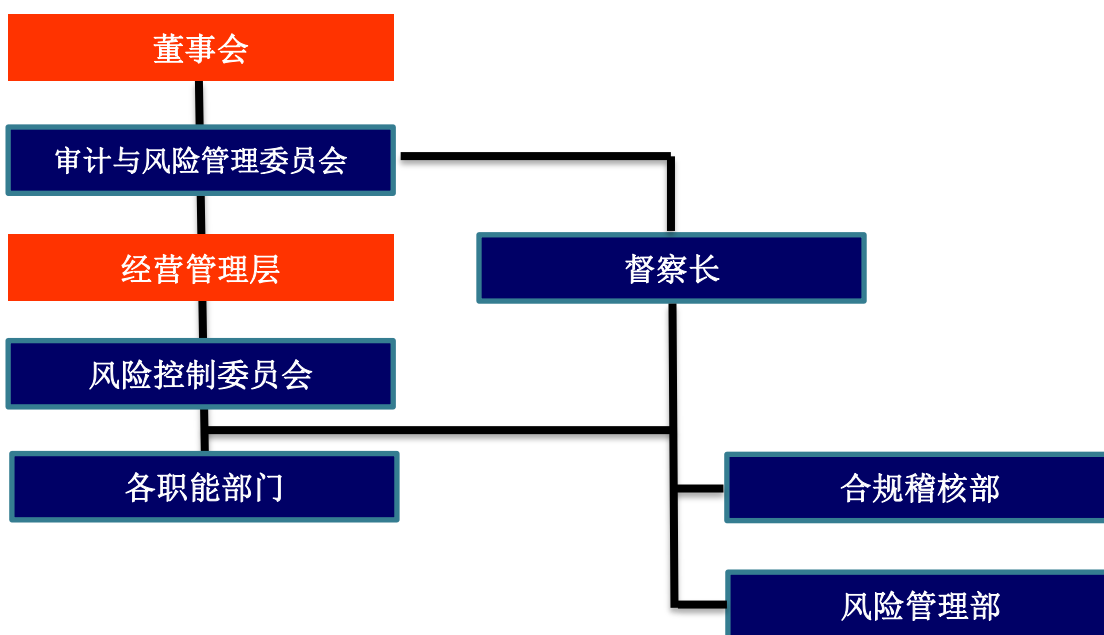 董事会
审计与风险管理委员会
经营管理层
督察长
风险控制委员会
各职能部门
合规稽核部
风险管理部